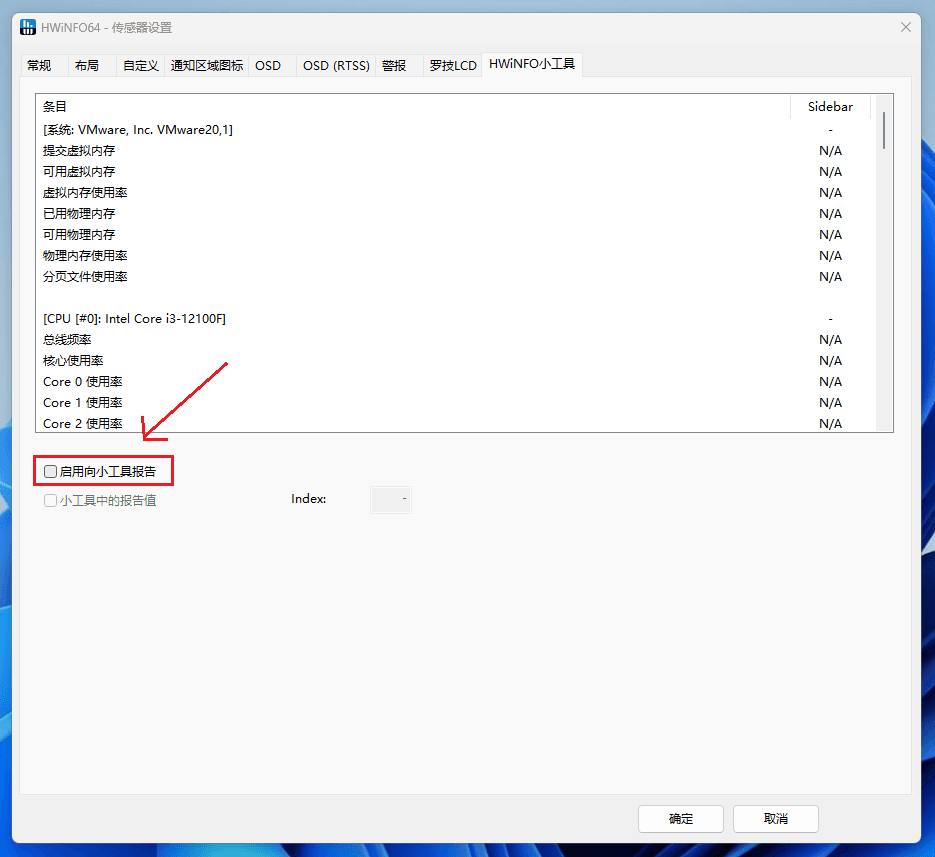 HWiNFO64 - 传感器设置
常规 布局 自定义 通知区域图标 OSD OSD (RTSS) 警报 罗技LCD HWiNFO小工具
条目 Sidebar
[系统: VMware, Inc. VMware20,1] -
提交虚拟内存 N/A
可用虚拟内存 N/A
虚拟内存使用率 N/A
已用物理内存 N/A
可用物理内存 N/A
物理内存使用率 N/A
分页文件使用率 N/A
[CPU [#0]: Intel Core i3-12100F] -
总线频率 N/A
核心使用率 N/A
Core 0 使用率 N/A
Core 1 使用率 N/A
Core 2 使用率 N/A
启用向小工具报告
小工具中的报告值 Index: -
确定 取消